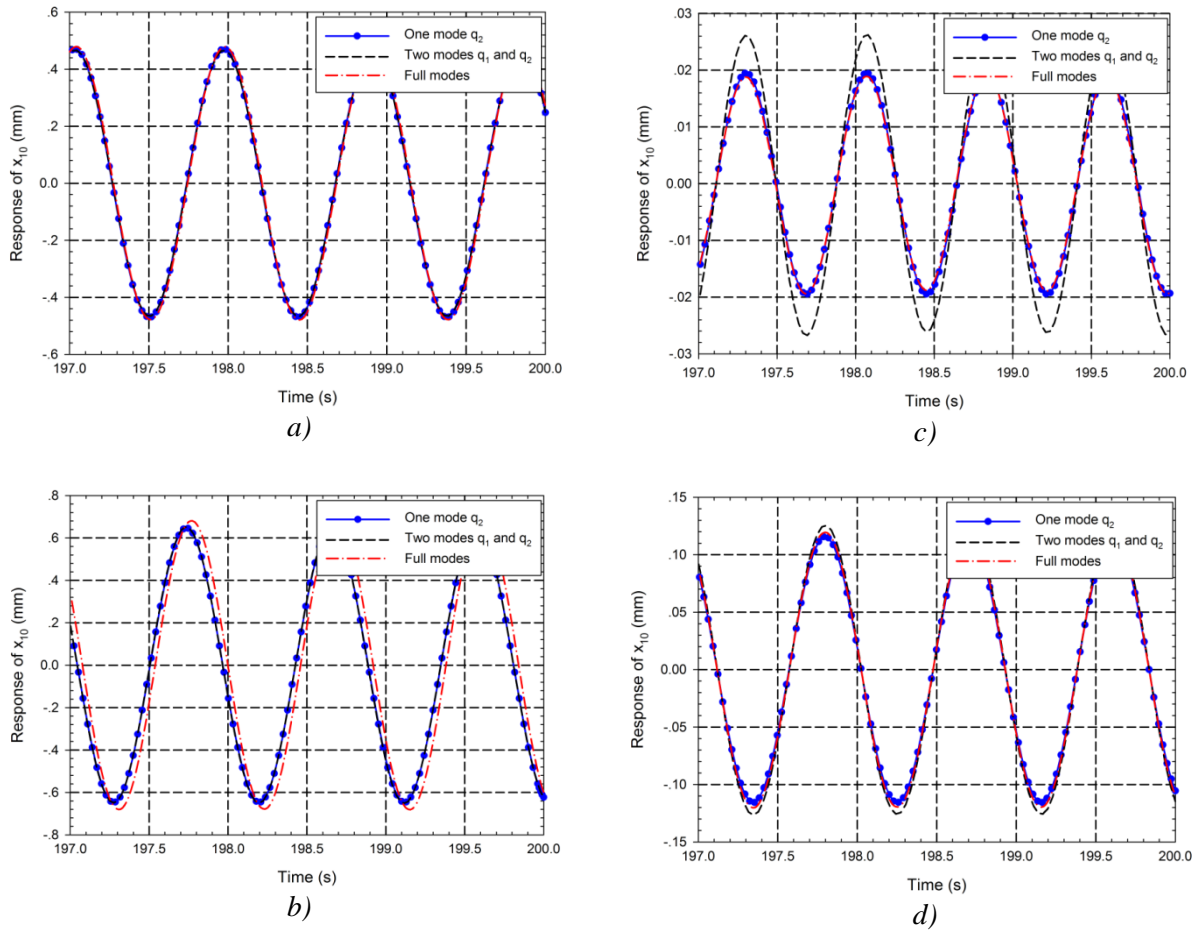 .6
.4
.2
0.0
-.2
-.4
-.6
Response of x10 (mm)
One mode q2
Two modes q1 and q2
Full modes
197.0 197.5 198.0 198.5 199.0 199.5 200.0
Time (s)
a)
.03
.02
.01
0.00
-.01
-.02
-.03
Response of x10 (mm)
One mode q2
Two modes q1 and q2
Full modes
197.0 197.5 198.0 198.5 199.0 199.5 200.0
Time (s)
c)
.8
.6
.4
.2
0.0
-.2
-.4
-.6
-.8
Response of x10 (mm)
One mode q2
Two modes q1 and q2
Full modes
197.0 197.5 198.0 198.5 199.0 199.5 200.0
Time (s)
b)
.15
.10
.05
0.00
-.05
-.10
-.15
Response of x10 (mm)
One mode q2
Two modes q1 and q2
Full modes
197.0 197.5 198.0 198.5 199.0 199.5 200.0
Time (s)
d)